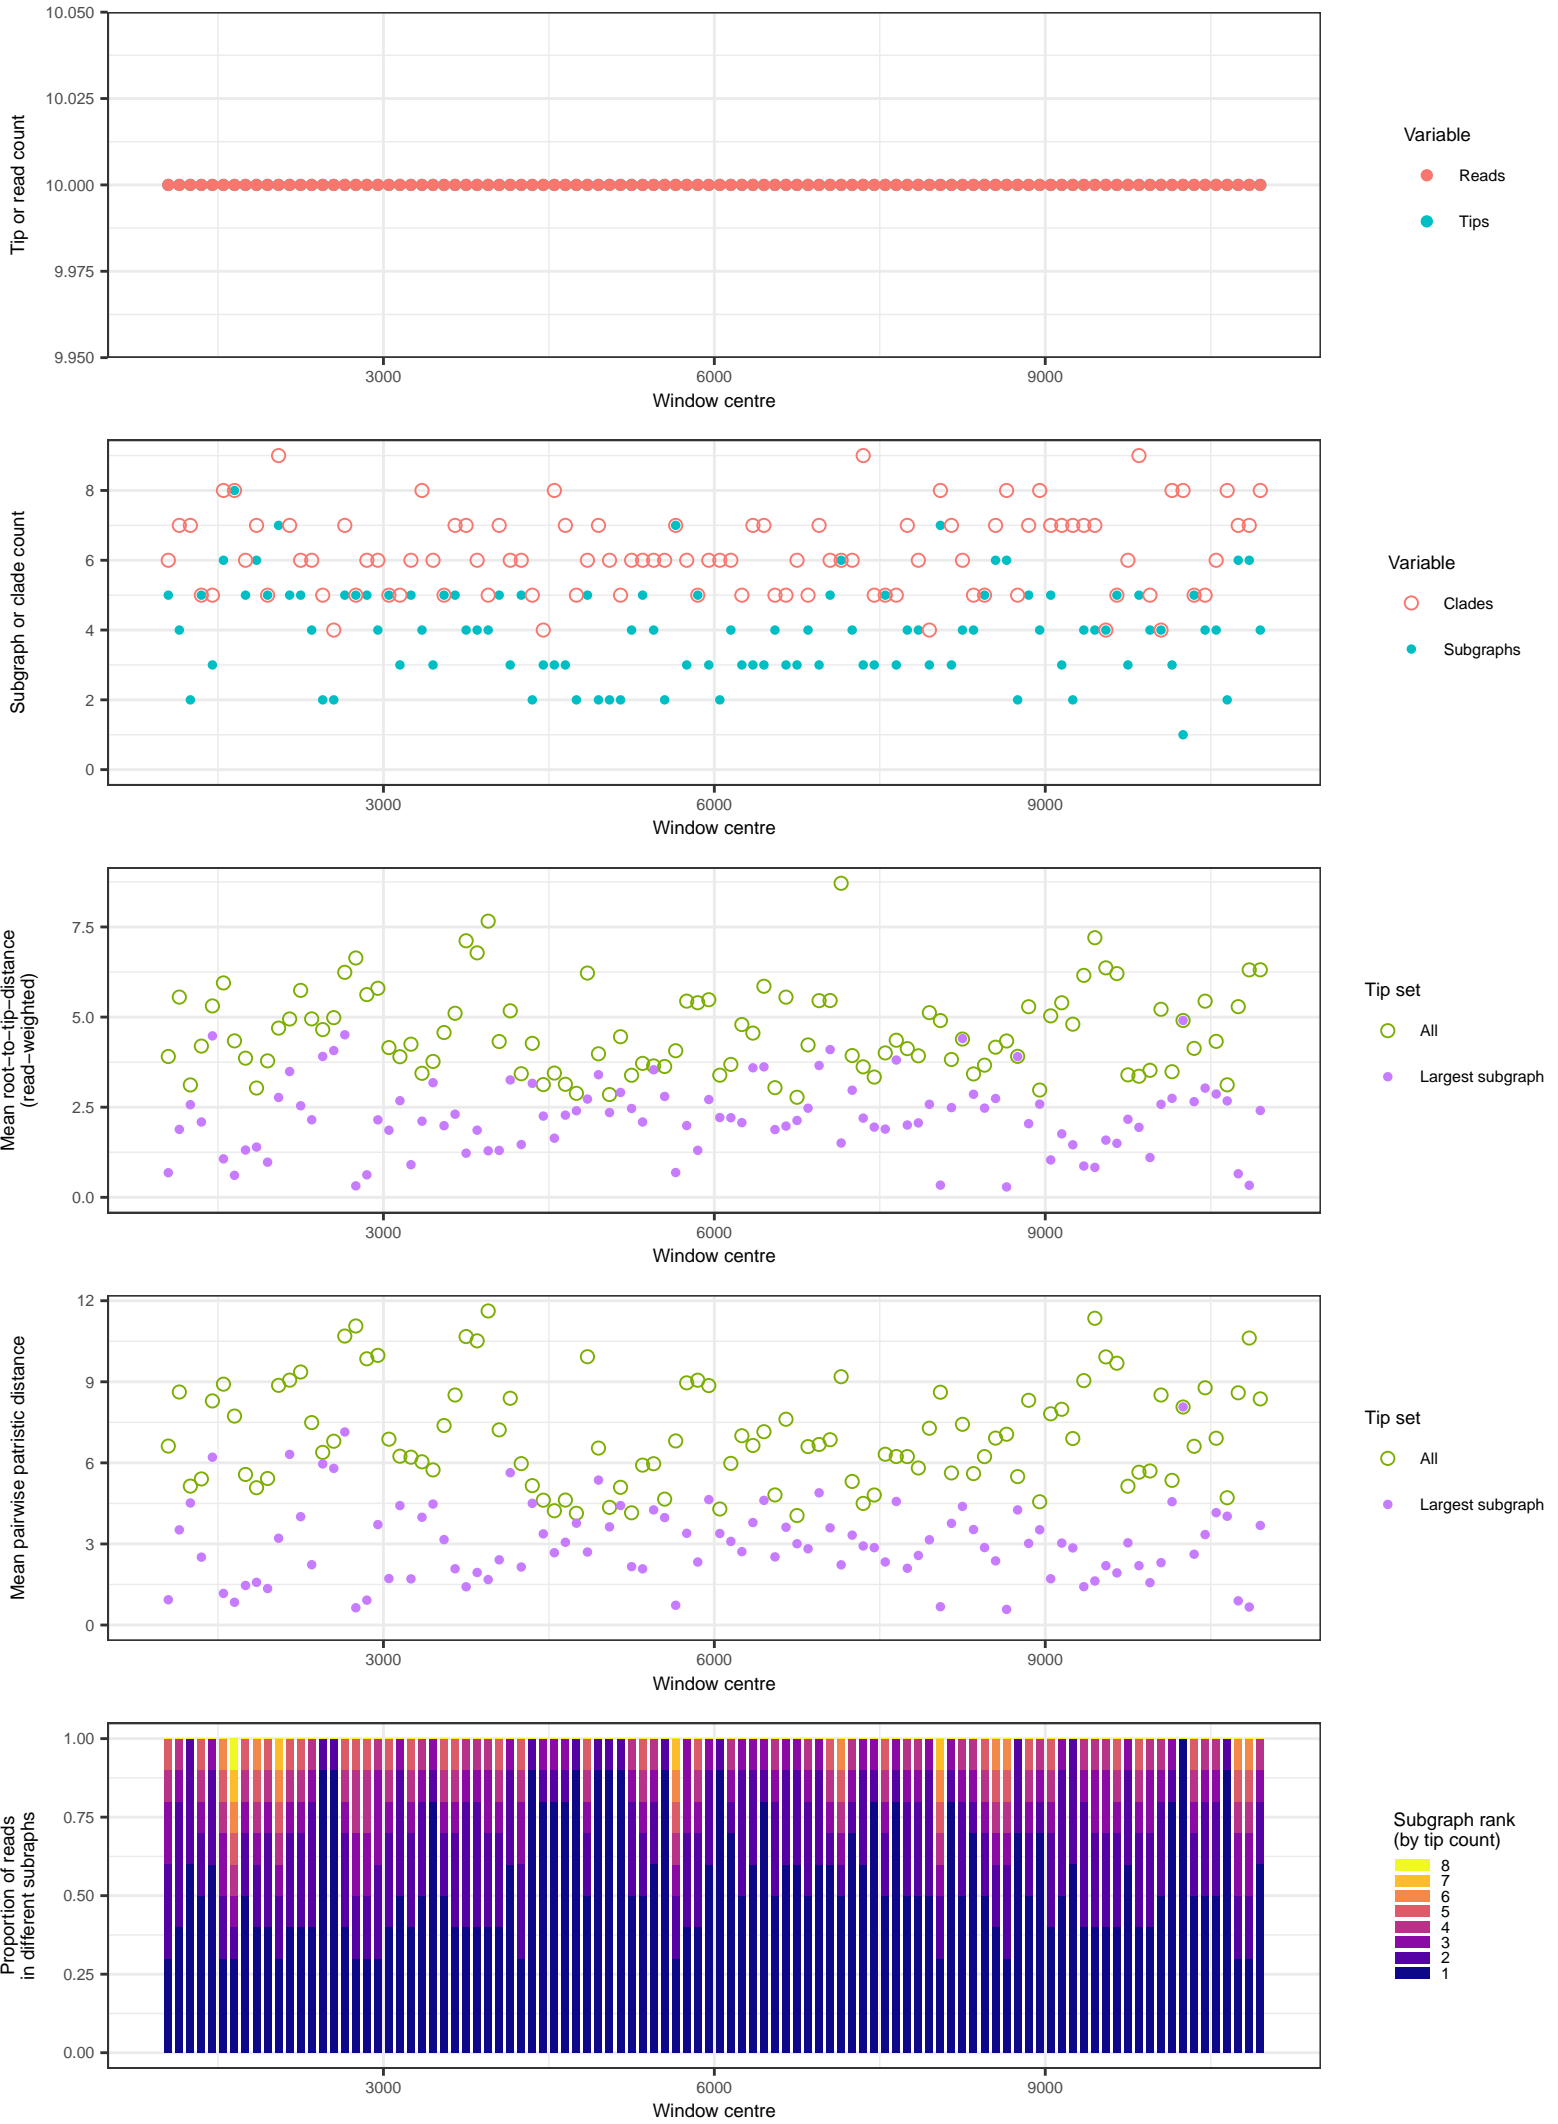 10.050
10.025
10.000
9.975
9.950
Tip or read count
3000
6000
9000
Window centre
Variable
Reads
Tips
8
6
4
2
0
Subgraph or clade count
3000
6000
9000
Window centre
Variable
Clades
Subgraphs
7.5
5.0
2.5
0.0
Mean root−to−tip−distance
(read−weighted)
3000
6000
9000
Window centre
Tip set
All
Largest subgraph
12
9
6
3
0
Mean pairwise patristic distance
3000
6000
9000
Window centre
Tip set
All
Largest subgraph
1.00
0.75
0.50
0.25
0.00
Proportion of reads
in different subraphs
3000
6000
9000
Window centre
Subgraph rank
(by tip count)
8
7
6
5
4
3
2
1